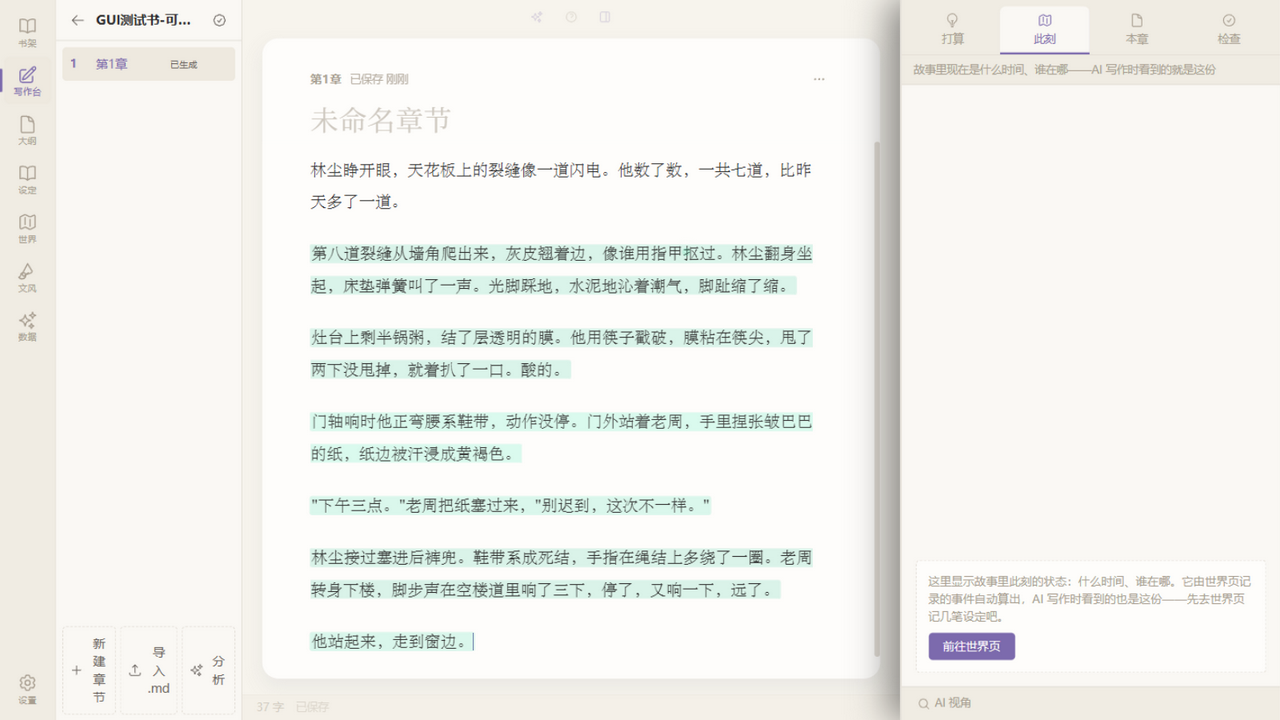 书架
写作台
大纲
设定
世界
文风
数据
设置
GUI测试书-可...
1 第1章 已生成
新建章节
导入.md
分析
第1章 已保存 刚刚
未命名章节
林尘睁开眼，天花板上的裂缝像一道闪电。他数了数，一共七道，比昨
天多了一道。
第八道裂缝从墙角爬出来，灰皮翘着边，像谁用指甲抠过。林尘翻身坐
起，床垫弹簧叫了一声。光脚踩地，水泥地沁着潮气，脚趾缩了缩。
灶台上剩半锅粥，结了层透明的膜。他用筷子戳破，膜粘在筷尖，甩了
两下没甩掉，就着扒了一口。酸的。
门轴响时他正弯腰系鞋带，动作没停。门外站着老周，手里捏张皱巴巴
的纸，纸边被汗浸成黄褐色。
"下午三点。"老周把纸塞过来，"别迟到，这次不一样。"
林尘接过塞进后裤兜。鞋带系成死结，手指在绳结上多绕了一圈。老周
转身下楼，脚步声在空楼道里响了三下，停了，又响一下，远了。
他站起来，走到窗边。
37 字 已保存
打算
此刻
本章
检查
故事里现在是什么时间、谁在哪——AI 写作时看到的就是这份
这里显示故事里此刻的状态：什么时间、谁在哪。它由世界页记
录的事件自动算出，AI 写作时看到的也是这份——先去世界页
记几笔设定吧。
前往世界页
AI 视角